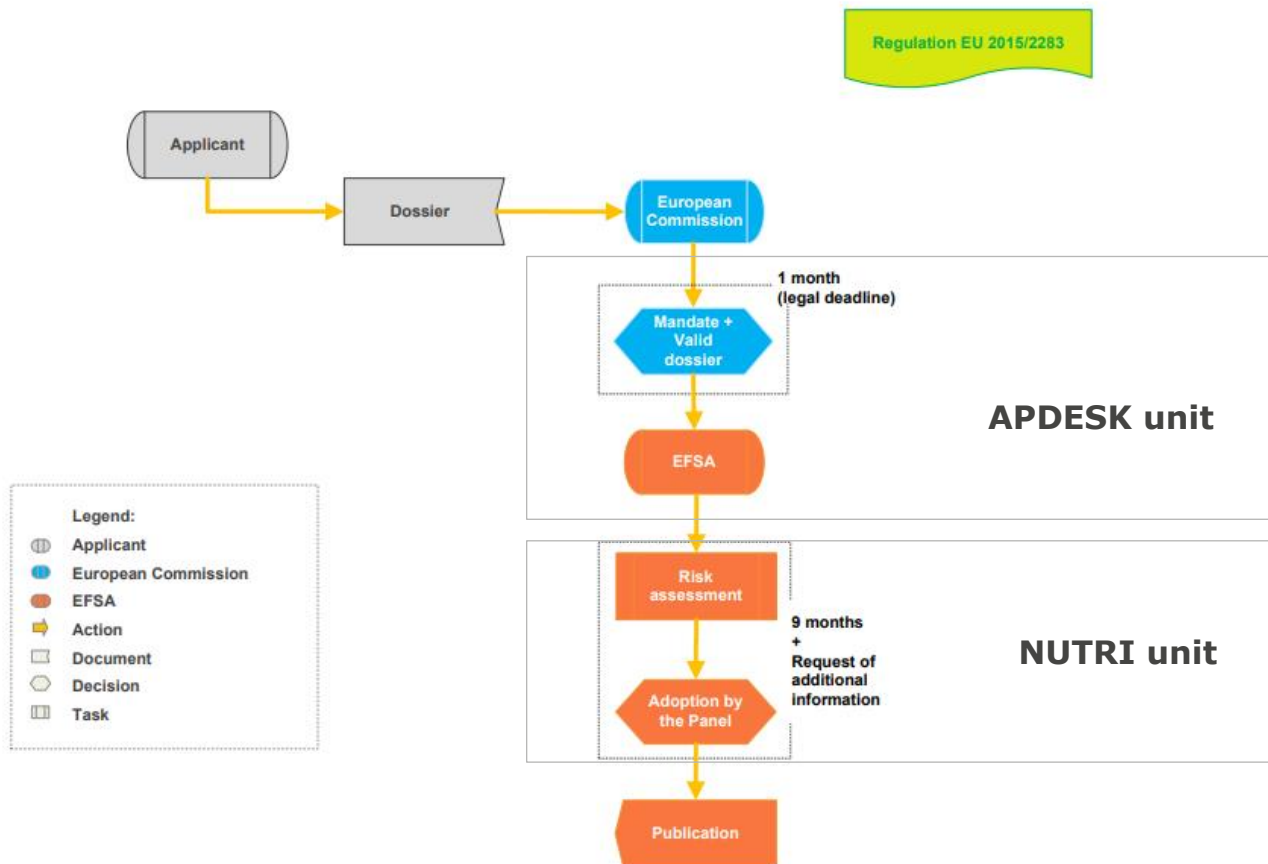 Regulation EU 2015/2283
Applicant
Dossier
European
Commission
1 month
(legal deadline)
Mandate +
Valid
dossier
APDESK unit
EFSA
Legend:
Applicant
European Commission
EFSA
Action
Document
Decision
Task
Risk
assessment
9 months
+
Request of
additional
information
NUTRI unit
Adoption by
the Panel
Publication